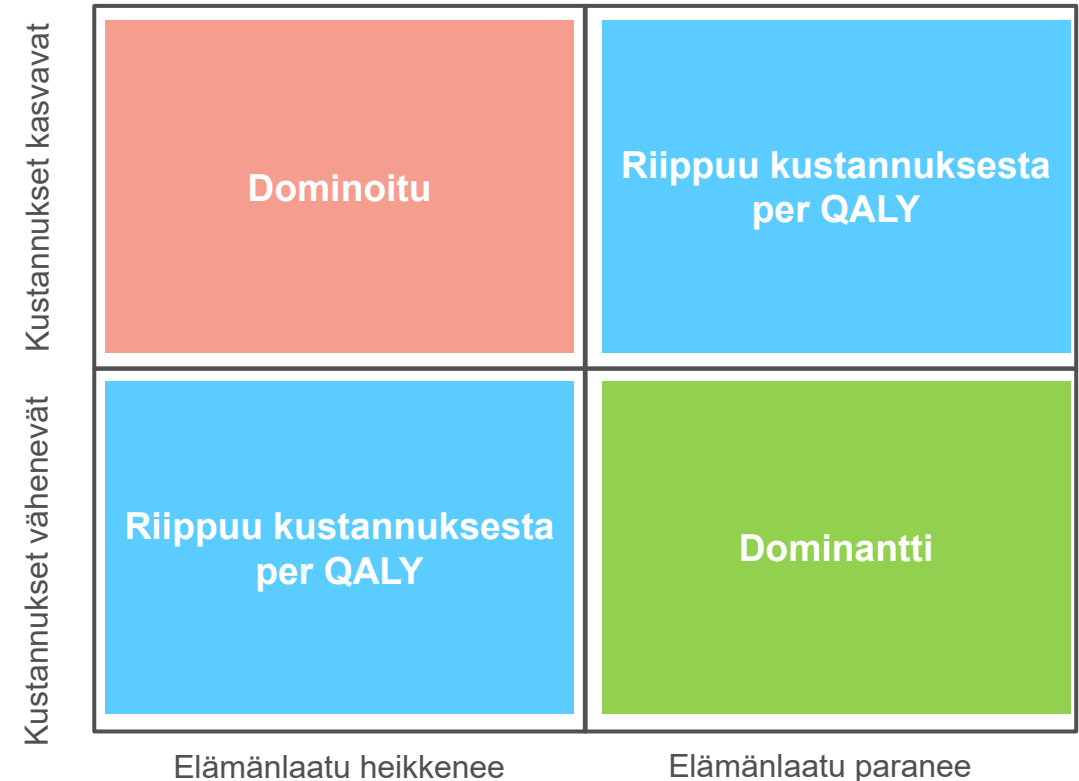 Kustannukset kasvavat
Dominoitu
Riippuu kustannuksesta
per QALY
Kustannukset vähenevät
Riippuu kustannuksesta
per QALY
Dominantti
Elämänlaatu heikkenee
Elämänlaatu paranee